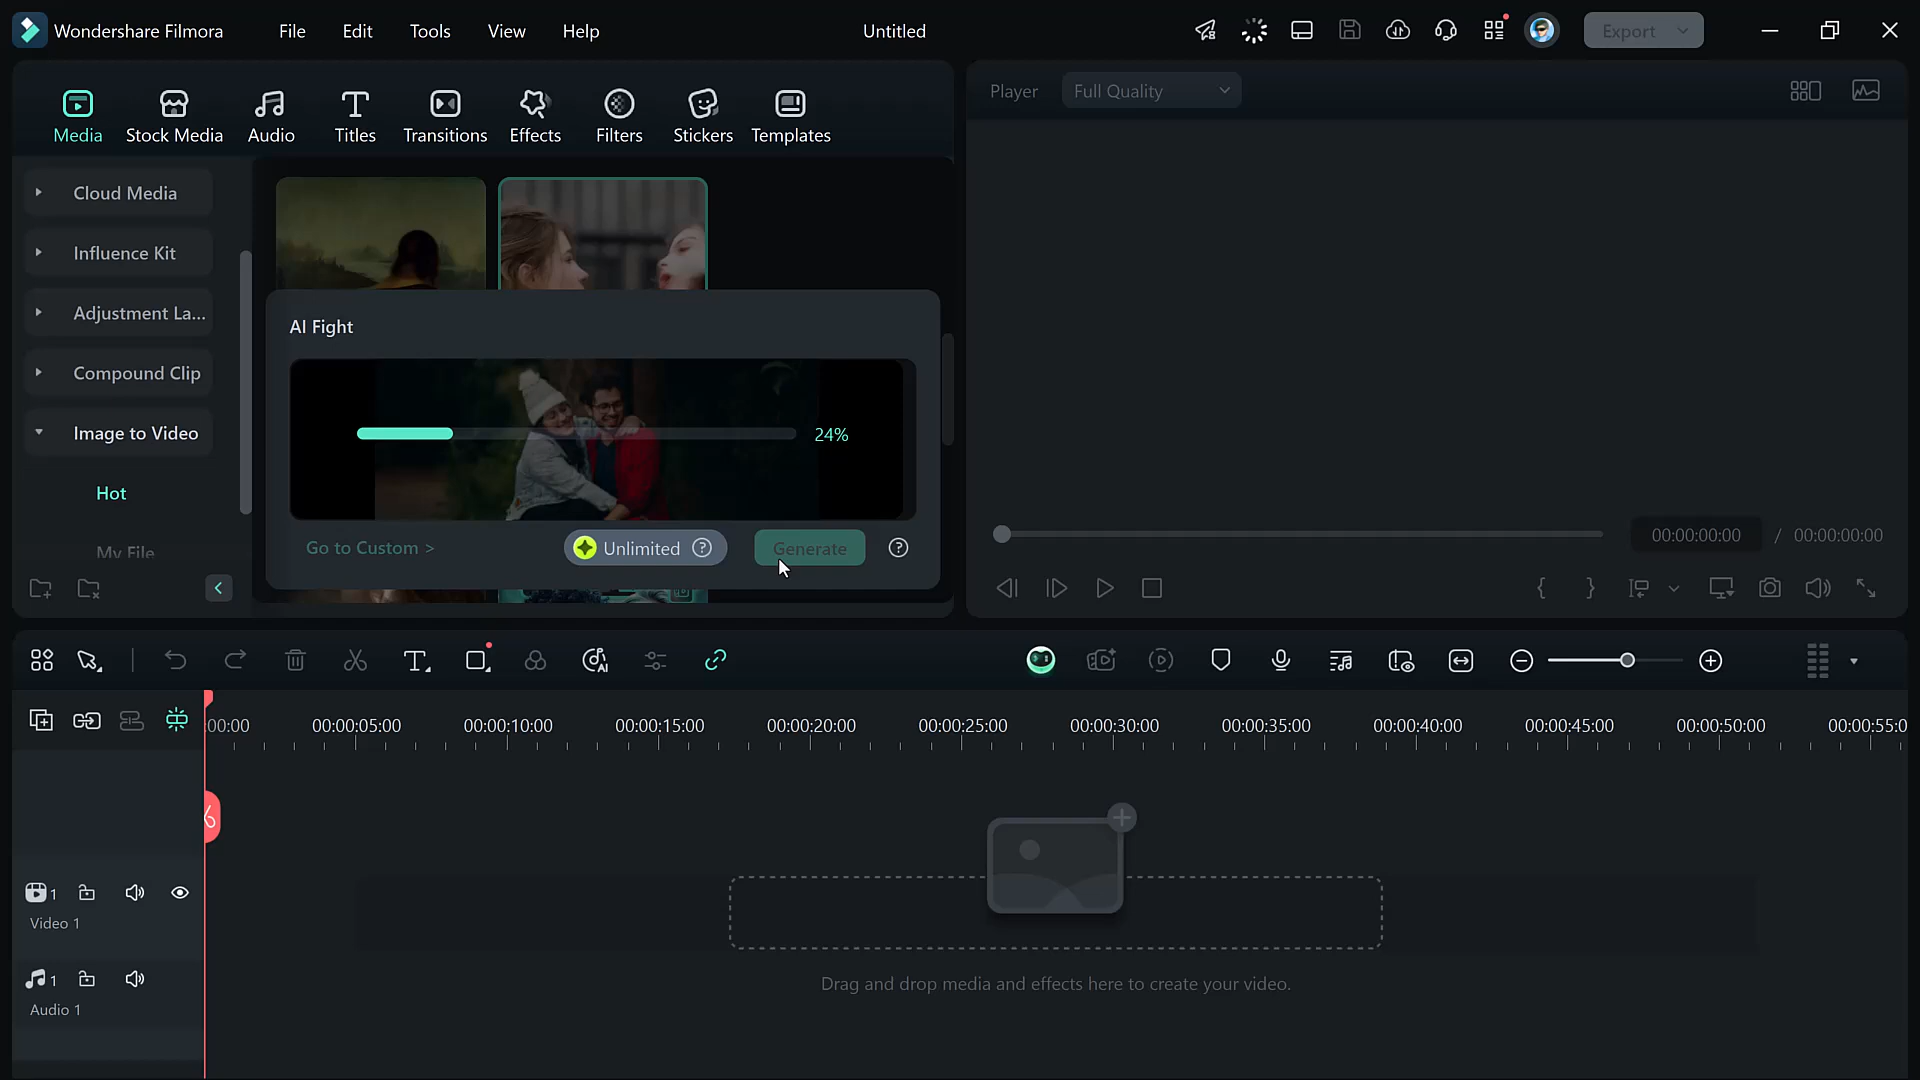 Wondershare Filmora
File
Edit
Tools
View
Help
Untitled
Export
Media
Stock Media
Audio
Titles
Transitions
Effects
Filters
Stickers
Templates
Player
Full Quality
Cloud Media
Influence Kit
Adjustment La...
Compound Clip
Image to Video
Hot
My File
AI Fight
24%
Go to Custom >
Unlimited
Generate
00:00:00:00 / 00:00:00:00
:00:00
00:00:05:00
00:00:10:00
00:00:15:00
00:00:20:00
00:00:25:00
00:00:30:00
00:00:35:00
00:00:40:00
00:00:45:00
00:00:50:00
00:00:55:0
1
Video 1
1
Audio 1
Drag and drop media and effects here to create your video.